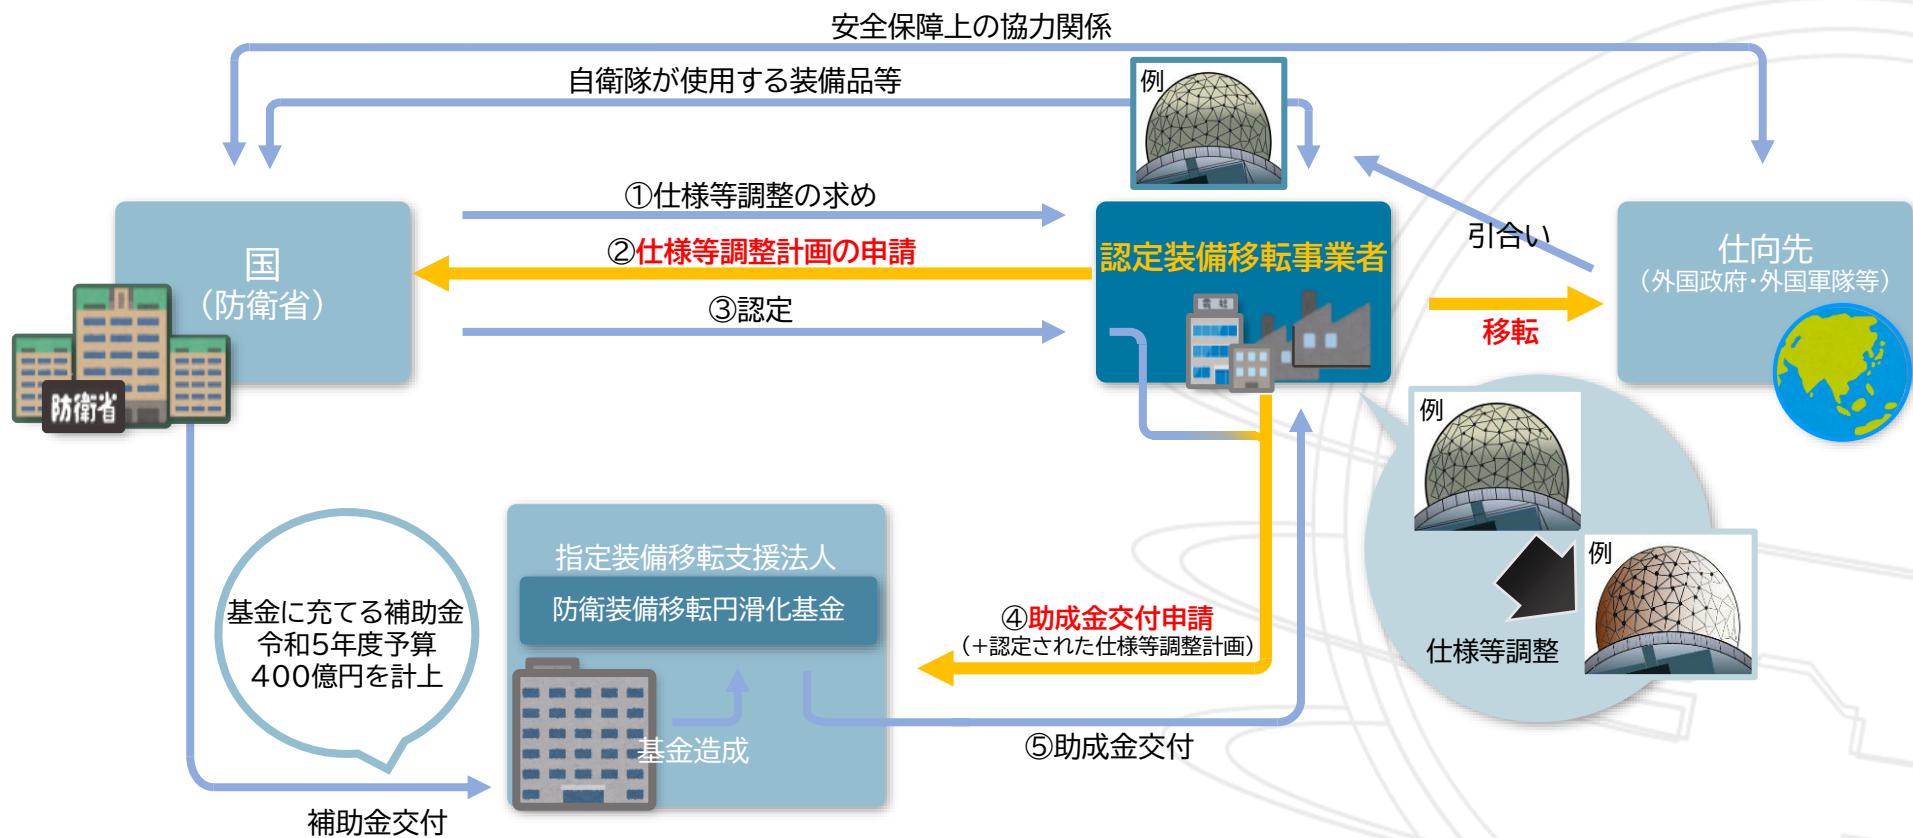 安全保障上の協力関係
自衛隊が使用する装備品等
例
①仕様等調整の求め
②仕様等調整計画の申請
③認定
国
(防衛省)
防衛省
認定装備移転事業者
会社
引合い
移転
仕向先
(外国政府・外国軍隊等)
例
例
仕様等調整
指定装備移転支援法人
防衛装備移転円滑化基金
基金造成
④助成金交付申請
(+認定された仕様等調整計画)
⑤助成金交付
基金に充てる補助金
令和5年度予算
400億円を計上
補助金交付